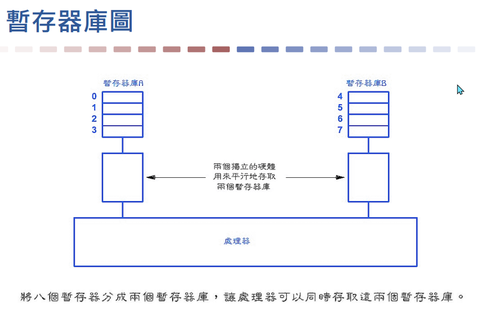 暫存器庫圖
暫存器庫A
暫存器庫B
0
1
2
3
4
5
6
7
兩個獨立的硬體
用來平行地存取
兩個暫存器庫
處理器
將八個暫存器分成兩個暫存器庫，讓處理器可以同時存取這兩個暫存器庫。